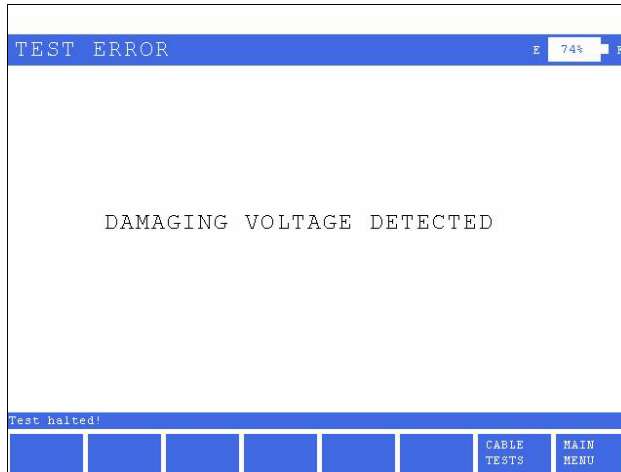 TEST ERROR
E 74% F
DAMAGING VOLTAGE DETECTED
Test halted!
CABLE TESTS
MAIN MENU